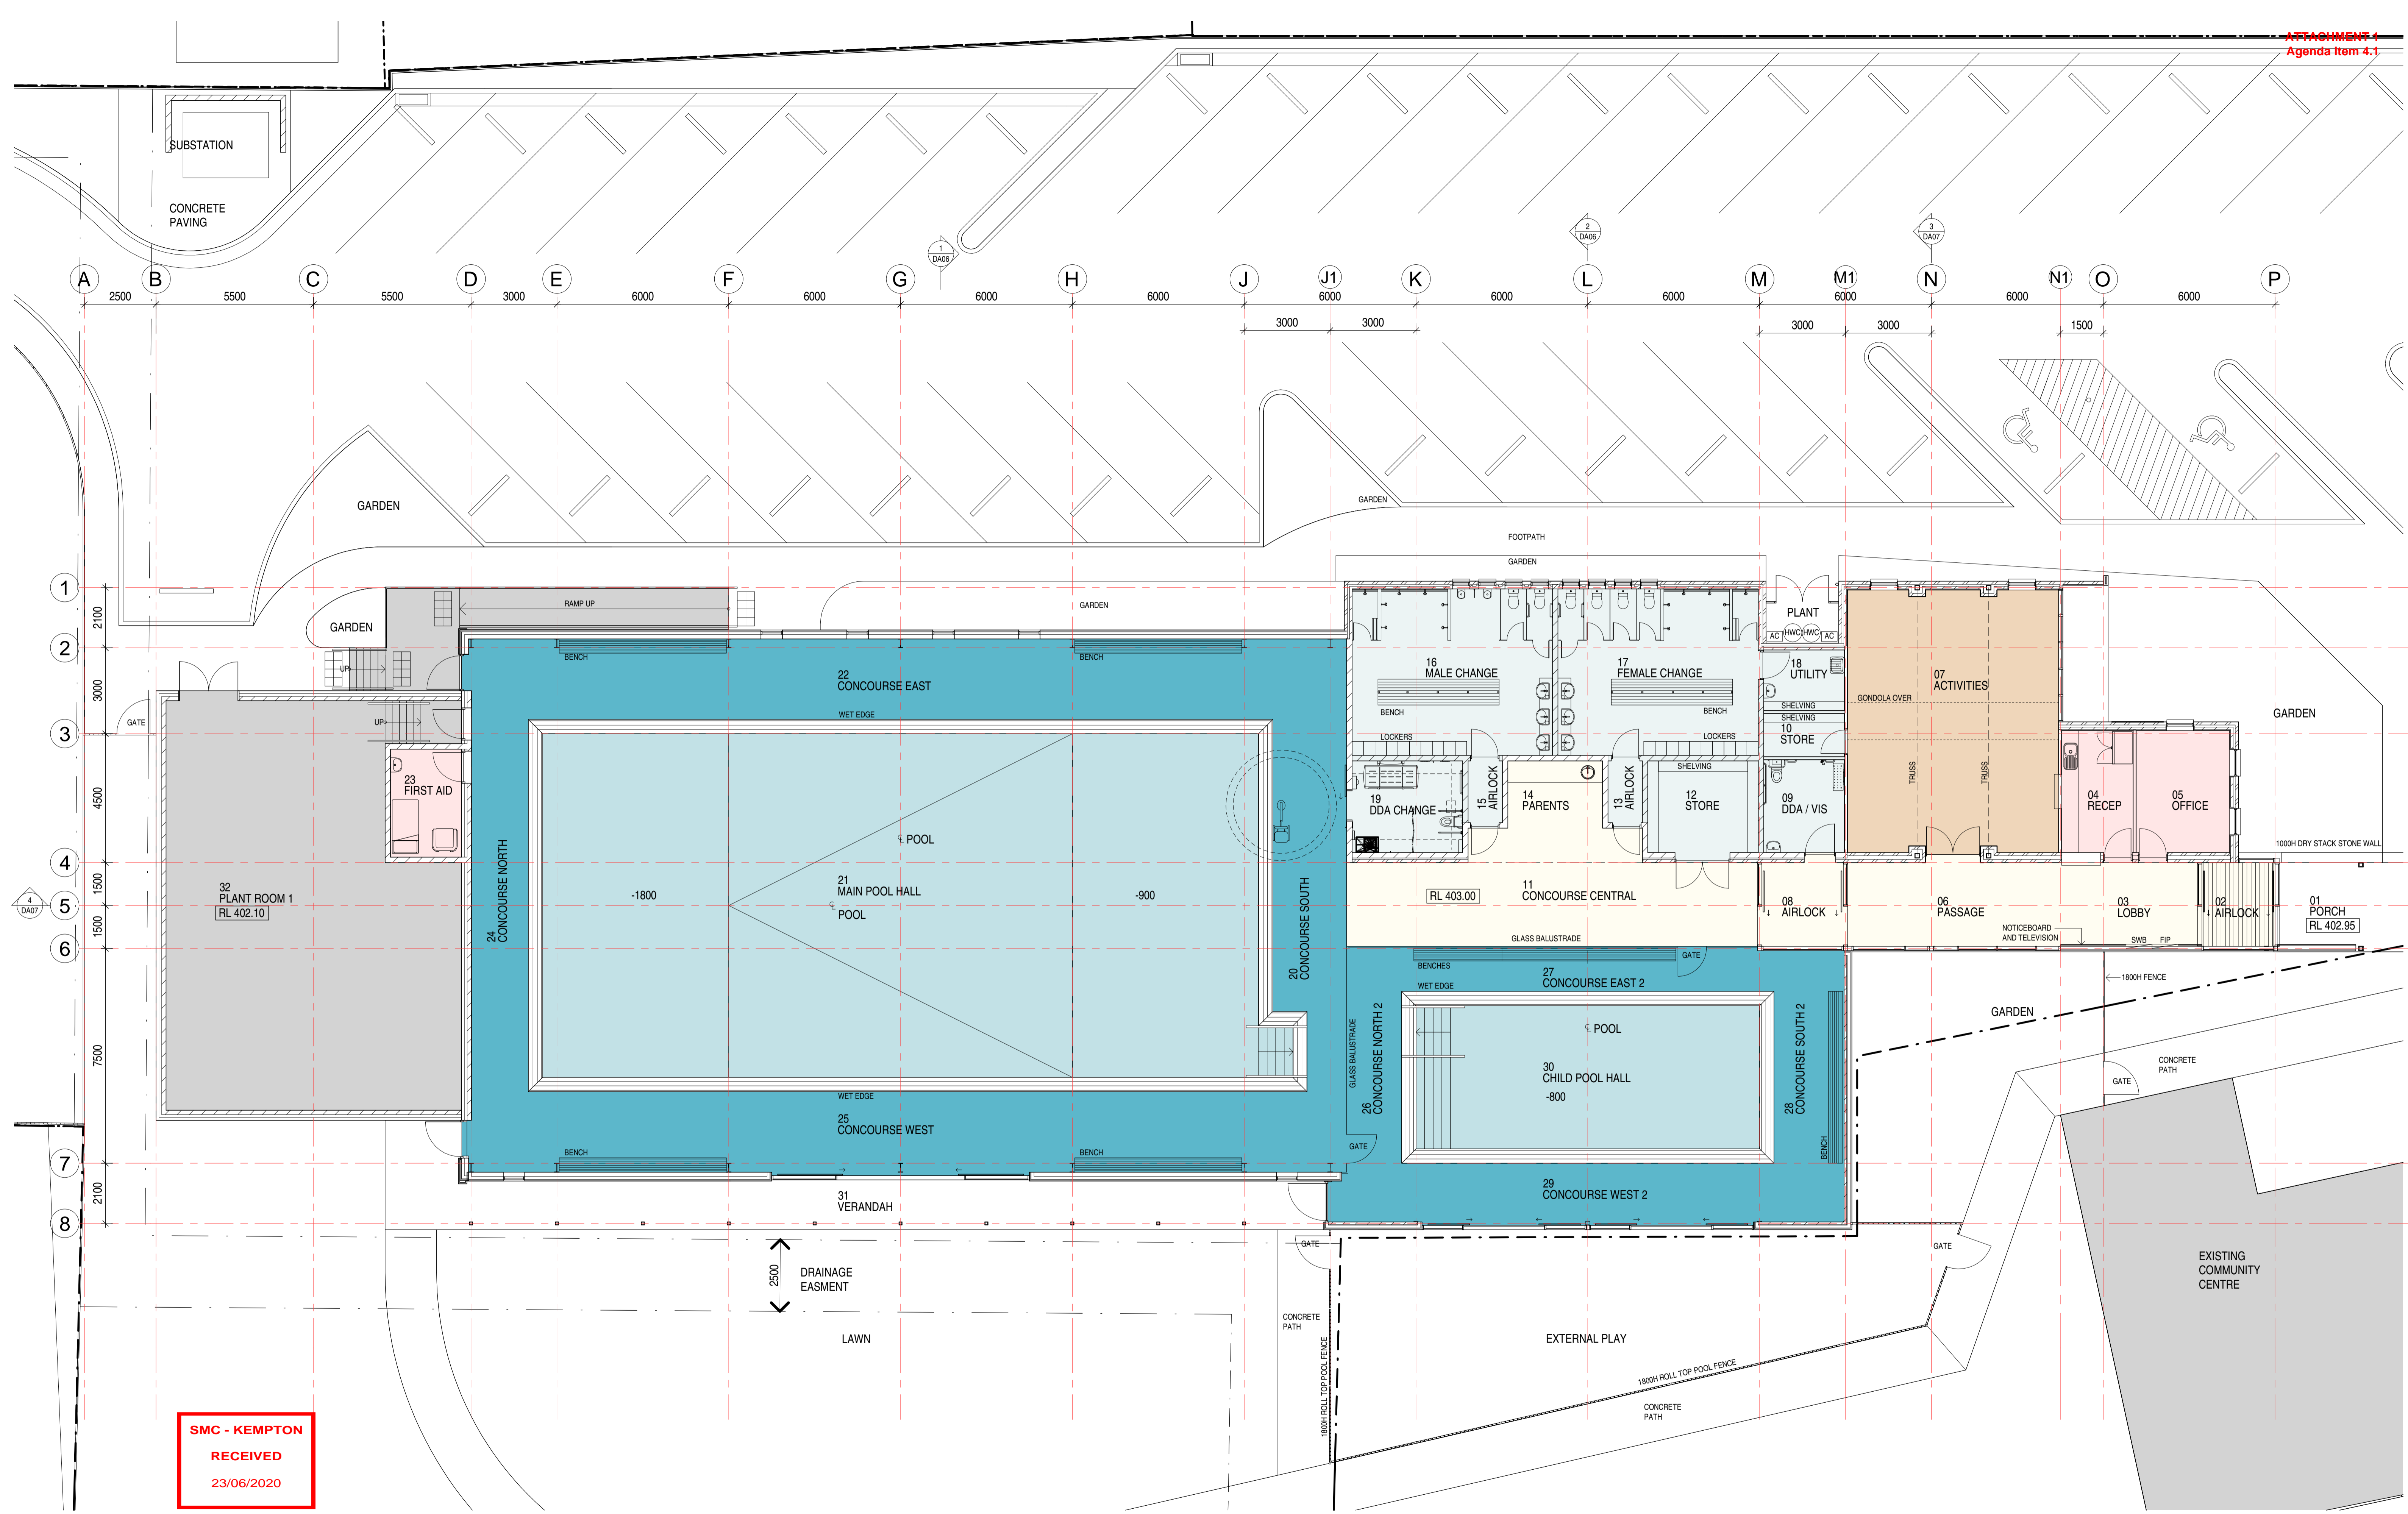 ATTACHMENT 1
Agenda Item 4.1
SUBSTATION
CONCRETE
PAVING
1
DA06
2
DA06
3
DA07
A
B
C
D
E
F
G
H
J
J1
K
L
M
M1
N
N1
O
P
2500
5500
5500
3000
6000
6000
6000
6000
6000
6000
6000
6000
6000
6000
3000
3000
3000
3000
1500
GARDEN
GARDEN
FOOTPATH
GARDEN
1
2
3
4
5
6
7
8
2100
3000
4500
1500
1500
7500
2100
4
DA07
RAMP UP
GARDEN
GARDEN
UP
UP
GATE
BENCH
BENCH
22
CONCOURSE EAST
WET EDGE
23
FIRST AID
32
PLANT ROOM 1
RL 402.10
24
CONCOURSE NORTH
-1800
℄ POOL
21
MAIN POOL HALL
℄
POOL
-900
20
CONCOURSE SOUTH
WET EDGE
25
CONCOURSE WEST
BENCH
BENCH
31
VERANDAH
16
MALE CHANGE
BENCH
LOCKERS
17
FEMALE CHANGE
BENCH
LOCKERS
PLANT
AC
HWC
HWC
AC
18
UTILITY
SHELVING
SHELVING
10
STORE
07
ACTIVITIES
GONDOLA OVER
TRUSS
TRUSS
GARDEN
19
DDA CHANGE
15
AIRLOCK
14
PARENTS
13
AIRLOCK
SHELVING
12
STORE
09
DDA / VIS
04
RECEP
05
OFFICE
1000H DRY STACK STONE WALL
RL 403.00
11
CONCOURSE CENTRAL
08
AIRLOCK
06
PASSAGE
03
LOBBY
02
AIRLOCK
01
PORCH
RL 402.95
NOTICEBOARD
AND TELEVISION
SWB
FIP
GLASS BALUSTRADE
GATE
BENCHES
27
CONCOURSE EAST 2
WET EDGE
GLASS BALUSTRADE
26
CONCOURSE NORTH 2
℄ POOL
30
CHILD POOL HALL
-800
28
CONCOURSE SOUTH 2
BENCH
GATE
29
CONCOURSE WEST 2
1800H FENCE
GARDEN
CONCRETE
PATH
GATE
GATE
GATE
2500
DRAINAGE
EASMENT
LAWN
CONCRETE
PATH
1800H ROLL TOP POOL FENCE
EXTERNAL PLAY
1800H ROLL TOP POOL FENCE
CONCRETE
PATH
EXISTING
COMMUNITY
CENTRE
SMC - KEMPTON
RECEIVED
23/06/2020